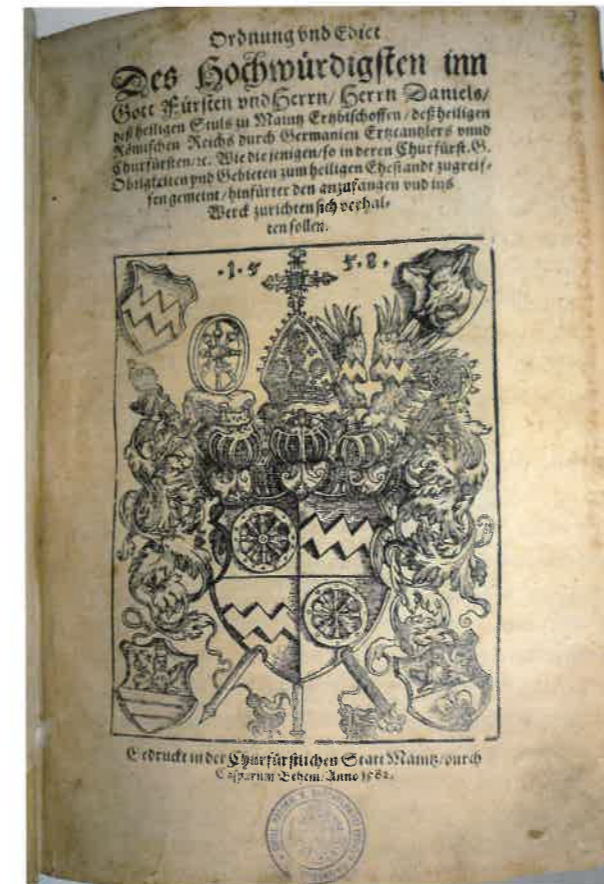 Ordnung vnd Edict
Des Hochwürdigsten inn
Gott Fürsten vnd Herrn/ Herrn Daniels/
deß heiligen Stuls zu Maintz Ertzbischoffen/ deß heiligen
Römischen Reichs durch Germanien Ertzcantzlers vnnd
Churfürsten/ ꝛc. Wie die jenigen/ so in deren Churfürst. G.
Obrigkeiten vnd Gebieten zum heiligen Ehestandt zugreif-
fen gemeint/ hinfürter den anzufangen vnd ins
Werck zurichten sich verhal-
ten sollen.
·1·5 5·8·
Gedruckt in der Churfürstlichen Statt Maintz/ durch
Casparum Behem/ Anno 1582.